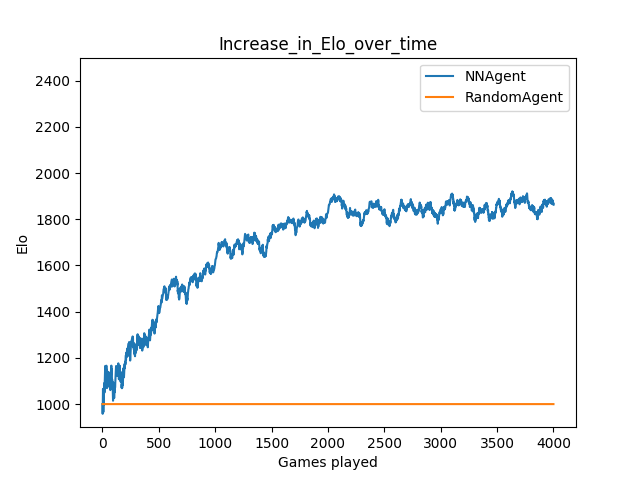 Increase_in_Elo_over_time
NNAgent
RandomAgent
2400
2200
2000
1800
1600
1400
1200
1000
Elo
0 500 1000 1500 2000 2500 3000 3500 4000
Games played